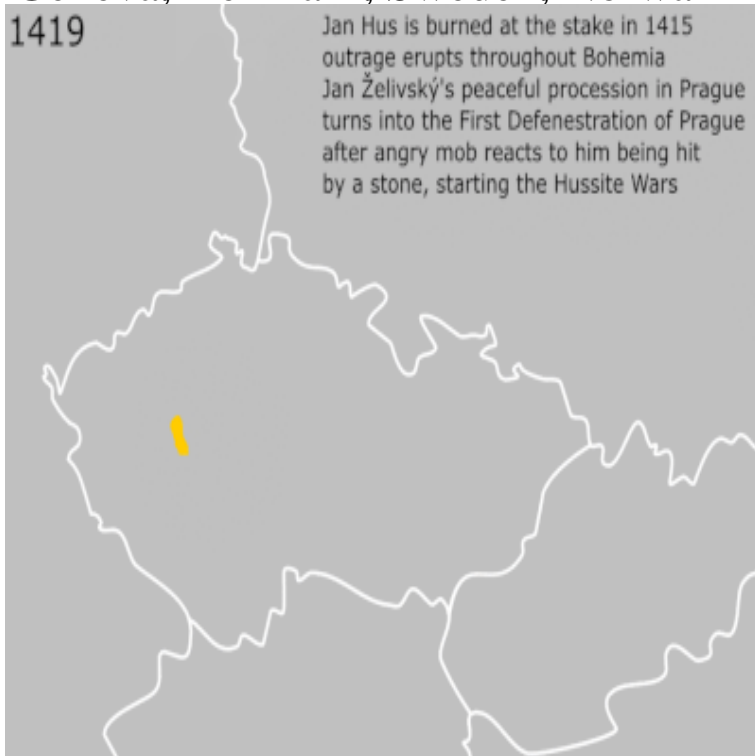 1419
Jan Hus is burned at the stake in 1415
outrage erupts throughout Bohemia
Jan Želivský's peaceful procession in Prague
turns into the First Defenestration of Prague
after angry mob reacts to him being hit
by a stone, starting the Hussite Wars